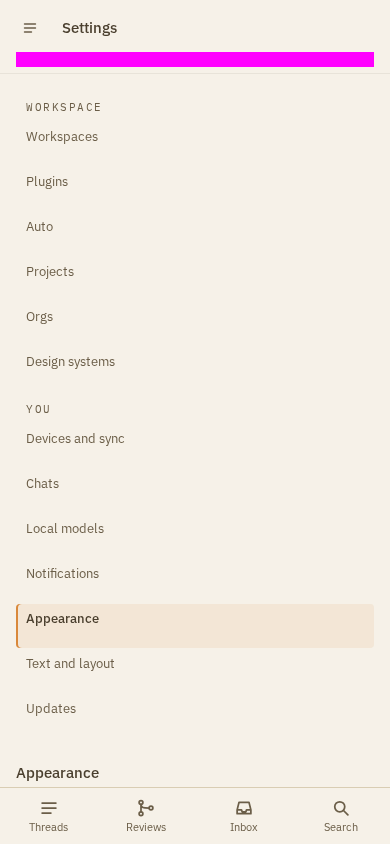 Settings
WORKSPACE
Workspaces
Plugins
Auto
Projects
Orgs
Design systems
YOU
Devices and sync
Chats
Local models
Notifications
Appearance
Text and layout
Updates
Appearance
Threads
Reviews
Inbox
Search